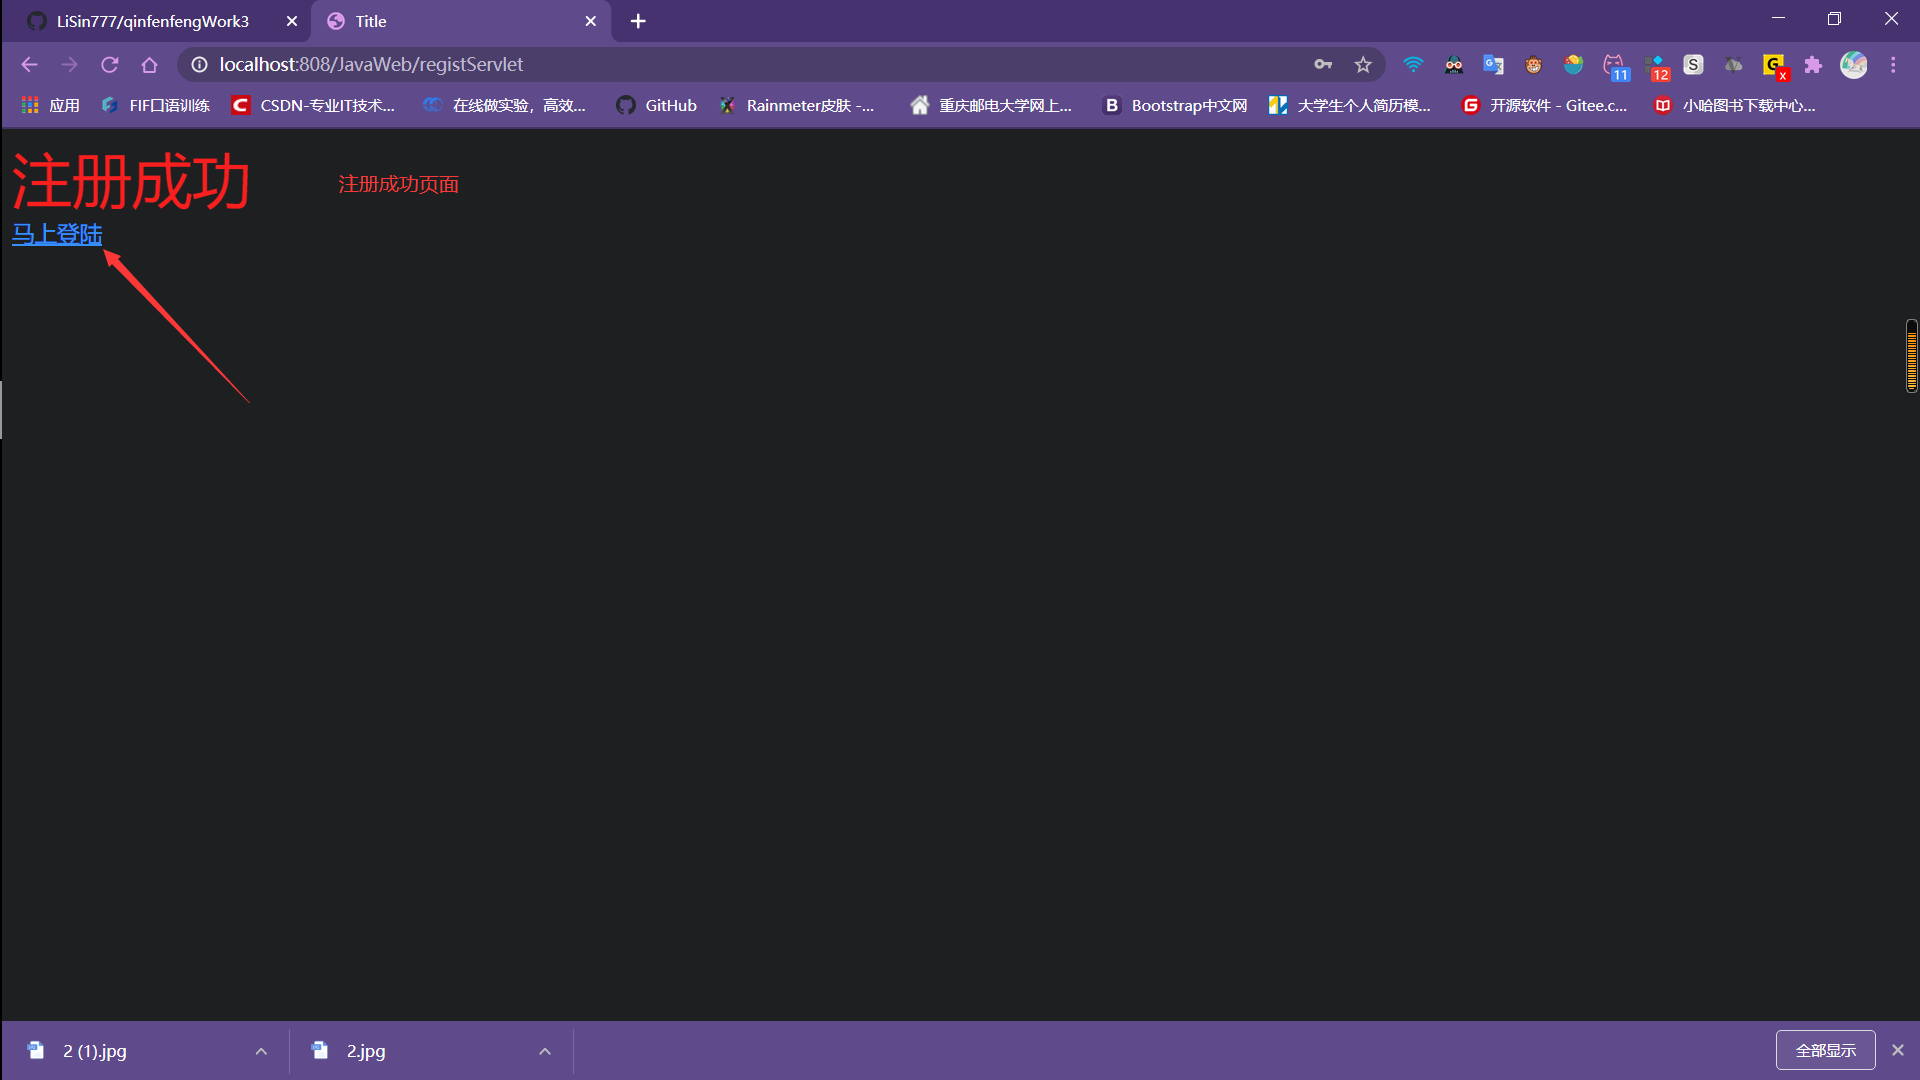 LiSin777/qinfenfengWork3
Title
localhost:808/JavaWeb/registServlet
11
12
S
G
x
应用
FIF口语训练
CSDN-专业IT技术...
在线做实验，高效...
GitHub
Rainmeter皮肤 -...
重庆邮电大学网上...
B
Bootstrap中文网
大学生个人简历模...
开源软件 - Gitee.c...
小哈图书下载中心...
注册成功
注册成功页面
马上登陆
2 (1).jpg
2.jpg
全部显示